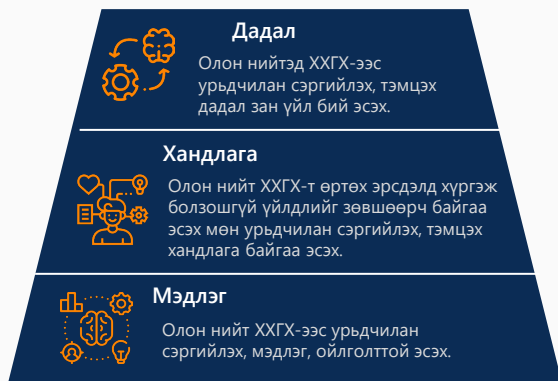 Дадал
Олон нийтэд ХХГХ-ээс
урьдчилан сэргийлэх, тэмцэх
дадал зан үйл бий эсэх.
Хандлага
Олон нийт ХХГХ-т өртөх эрсдэлд хүргэж
болзошгүй үйлдлийг зөвшөөрч байгаа
эсэх мөн урьдчилан сэргийлэх, тэмцэх
хандлага байгаа эсэх.
Мэдлэг
Олон нийт ХХГХ-ээс урьдчилан
сэргийлэх, мэдлэг, ойлголттой эсэх.